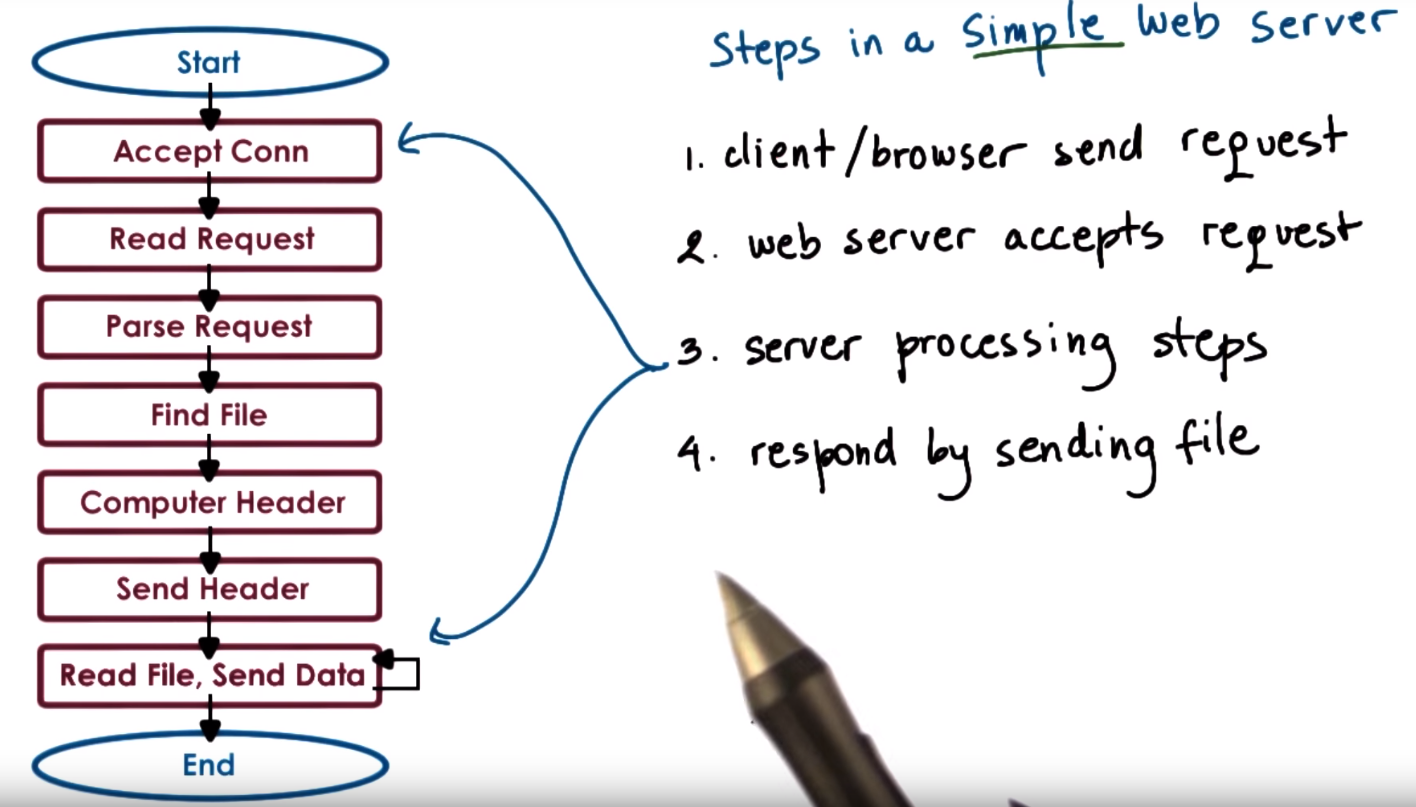 Start
Accept Conn
Read Request
Parse Request
Find File
Computer Header
Send Header
Read File, Send Data
End
Steps in a Simple Web Server
1. client/browser send request
2. web server accepts request
3. server processing steps
4. respond by sending file